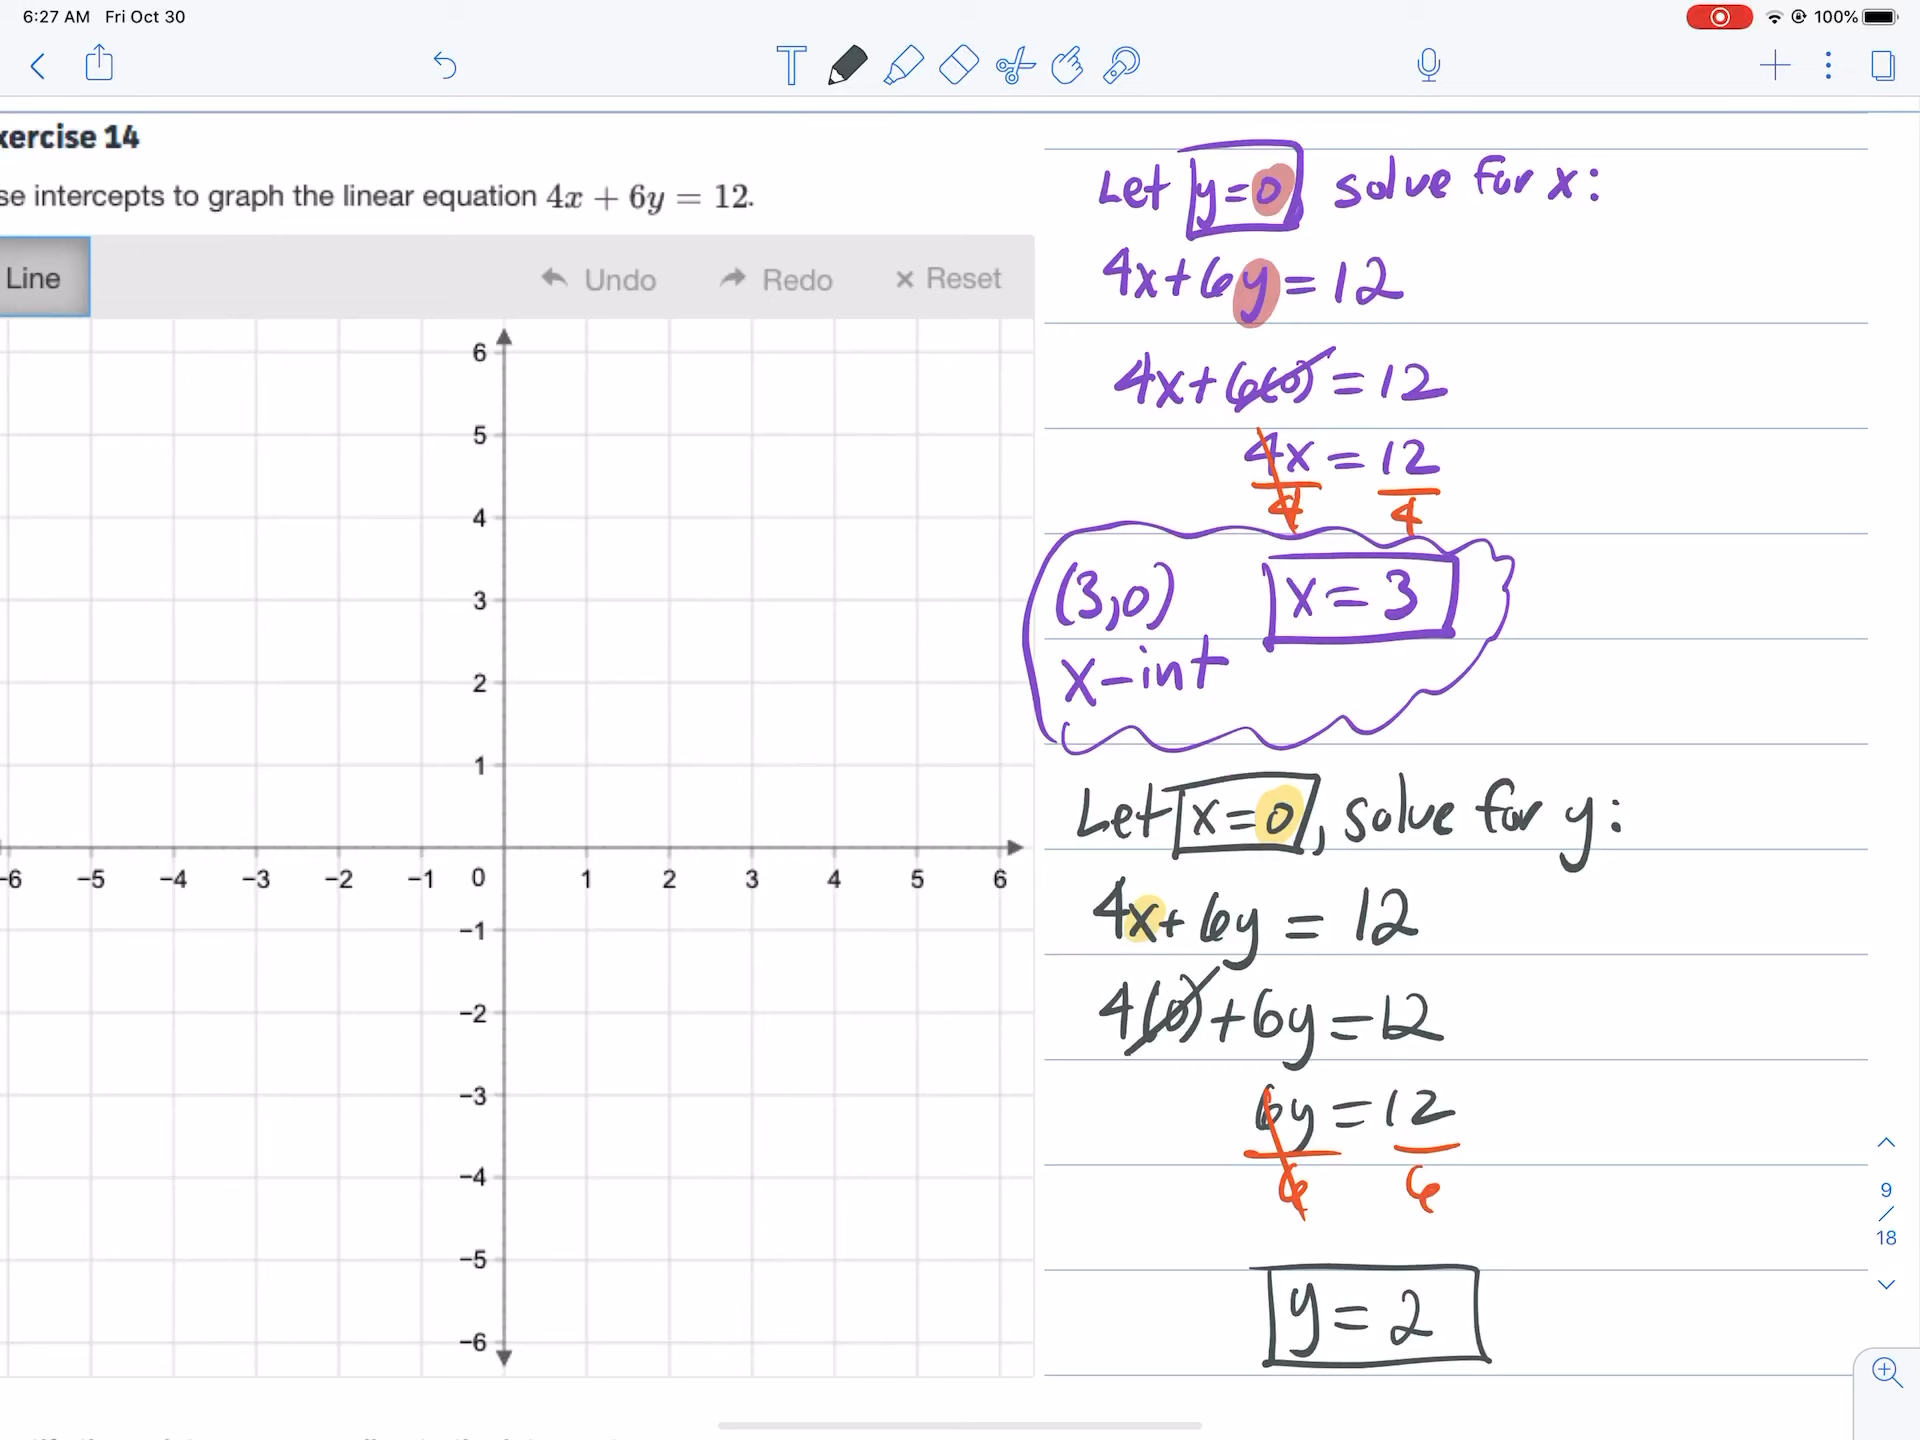 6:27 AM Fri Oct 30
100%
xercise 14
se intercepts to graph the linear equation 4x + 6y = 12.
Line
Undo
Redo
× Reset
6
5
4
3
2
1
-6 -5 -4 -3 -2 -1 0 1 2 3 4 5 6
-1
-2
-3
-4
-5
-6
Let y=0, solve for x:
4x+6y=12
4x+6(0)=12
4x = 12
4 4
(3,0) x = 3
x-int
Let x=0, solve for y:
4x+6y = 12
4(0)+6y=12
6y=12
6 6
y = 2
9
/
18